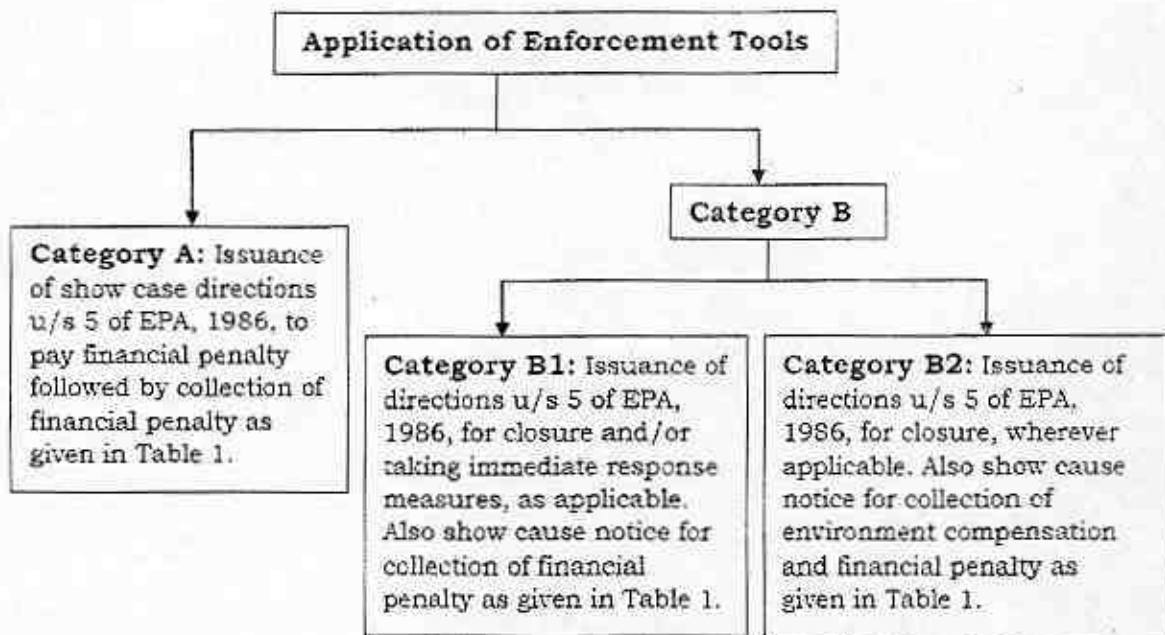 Application of Enforcement Tools
Category B
Category A: Issuance
of show case directions
u/s 5 of EPA, 1986, to
pay financial penalty
followed by collection of
financial penalty as
given in Table 1.
Category B1: Issuance of
directions u/s 5 of EPA,
1986, for closure and/or
taking immediate response
measures, as applicable.
Also show cause notice for
collection of financial
penalty as given in Table 1.
Category B2: Issuance of
directions u/s 5 of EPA,
1986, for closure, wherever
applicable. Also show cause
notice for collection of
environment compensation
and financial penalty as
given in Table 1.